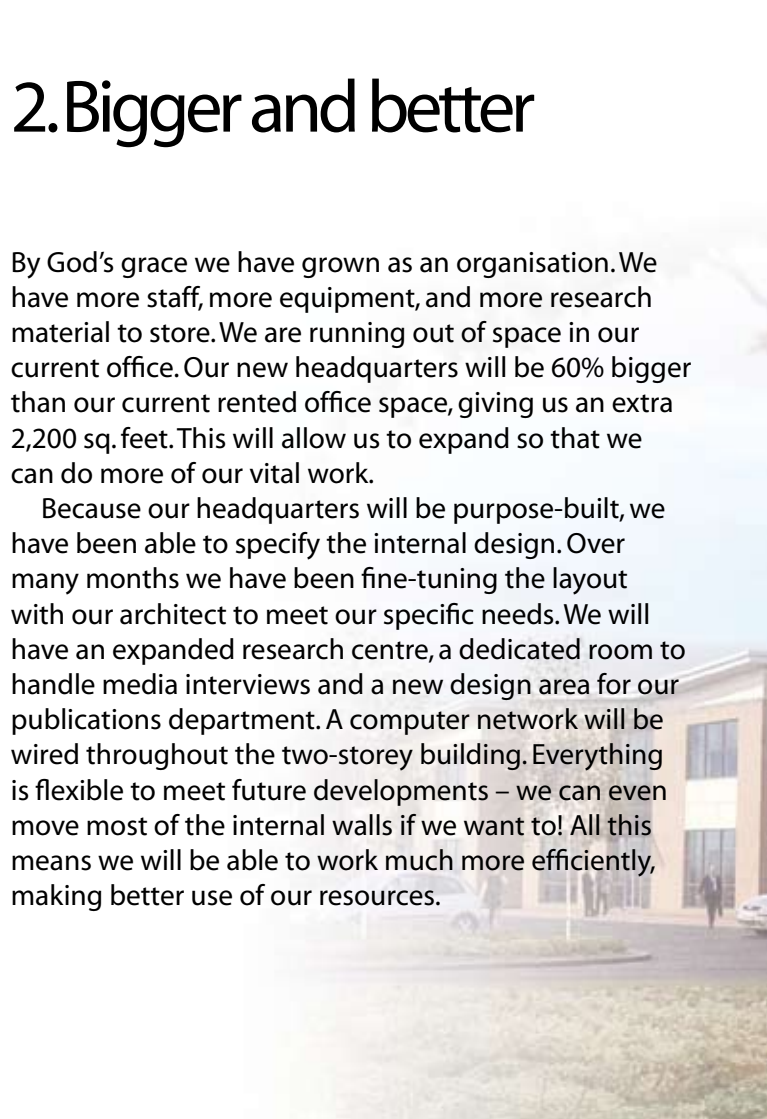 2. Bigger and better
By God’s grace we have grown as an organisation. We
have more staff, more equipment, and more research
material to store. We are running out of space in our
current office. Our new headquarters will be 60% bigger
than our current rented office space, giving us an extra
2,200 sq. feet. This will allow us to expand so that we
can do more of our vital work.
Because our headquarters will be purpose-built, we
have been able to specify the internal design. Over
many months we have been fine-tuning the layout
with our architect to meet our specific needs. We will
have an expanded research centre, a dedicated room to
handle media interviews and a new design area for our
publications department. A computer network will be
wired throughout the two-storey building. Everything
is flexible to meet future developments – we can even
move most of the internal walls if we want to! All this
means we will be able to work much more efficiently,
making better use of our resources.